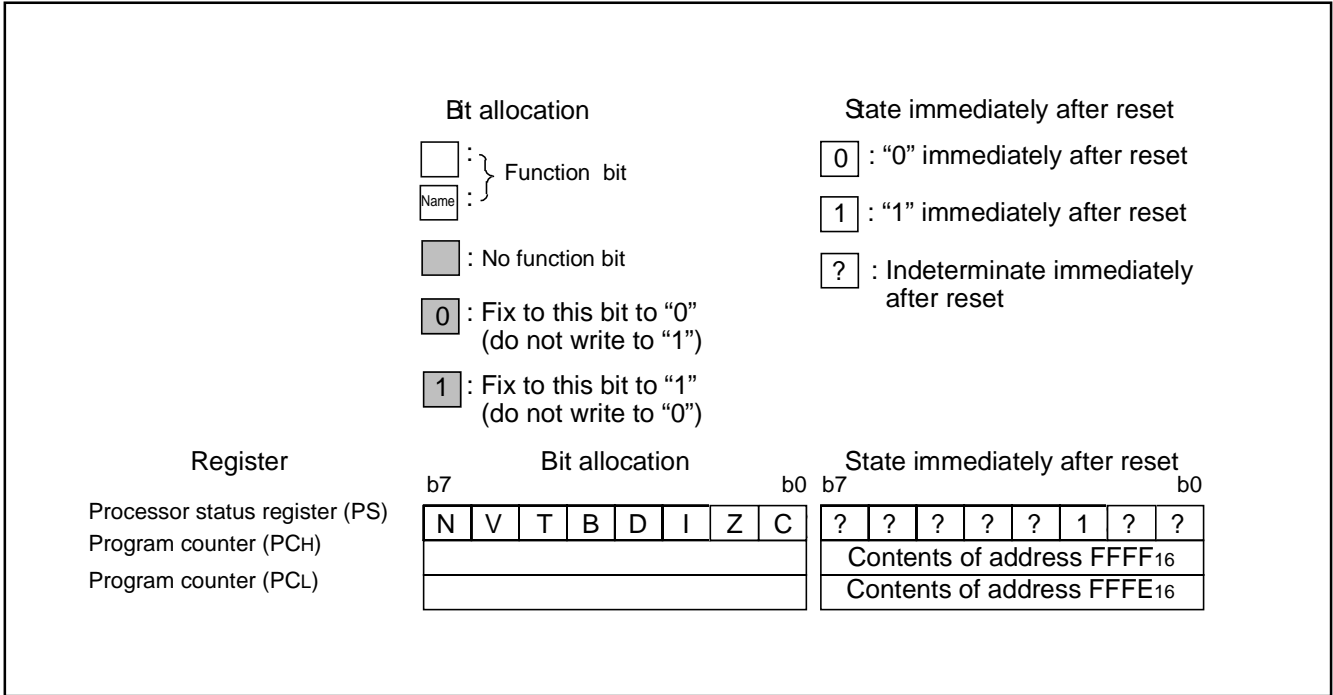 Bit allocation
:
Name :
Function bit
: No function bit
0 : Fix to this bit to “0”
(do not write to “1”)
1 : Fix to this bit to “1”
(do not write to “0”)
State immediately after reset
0 : “0” immediately after reset
1 : “1” immediately after reset
? : Indeterminate immediately
after reset
Register Bit allocation State immediately after reset
b7 b0 b7 b0
Processor status register (PS) N V T B D I Z C ? ? ? ? ? 1 ? ?
Program counter (PCH) Contents of address FFFF16
Program counter (PCL) Contents of address FFFE16